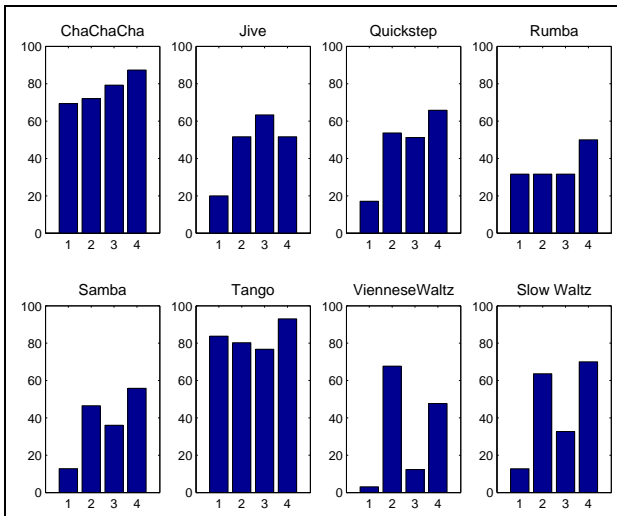 ChaChaCha Jive Quickstep Rumba
100 100 100 100
80 80 80 80
60 60 60 60
40 40 40 40
20 20 20 20
0 0 0 0
1 2 3 4 1 2 3 4 1 2 3 4 1 2 3 4
Samba Tango VienneseWaltz Slow Waltz
100 100 100 100
80 80 80 80
60 60 60 60
40 40 40 40
20 20 20 20
0 0 0 0
1 2 3 4 1 2 3 4 1 2 3 4 1 2 3 4